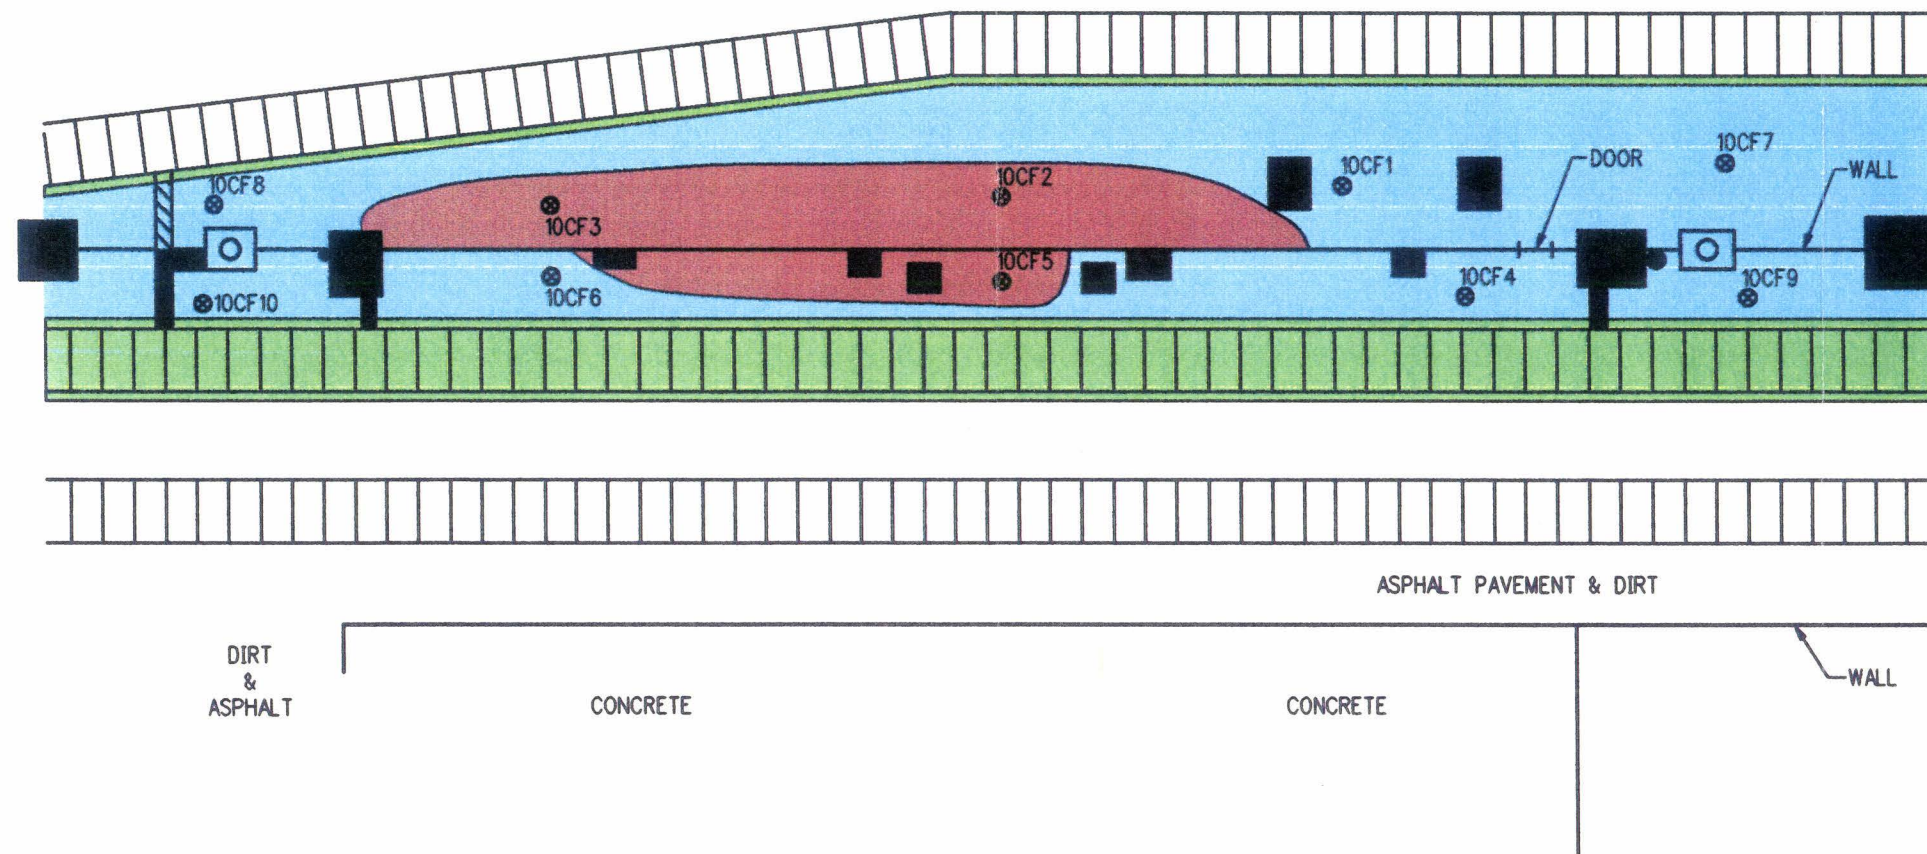 10CF7
10CF1
DOOR
WALL
10CF8
10CF2
10CF3
10CF5
10CF4
10CF9
10CF6
10CF10
ASPHALT PAVEMENT & DIRT
DIRT
&
ASPHALT
CONCRETE
CONCRETE
WALL